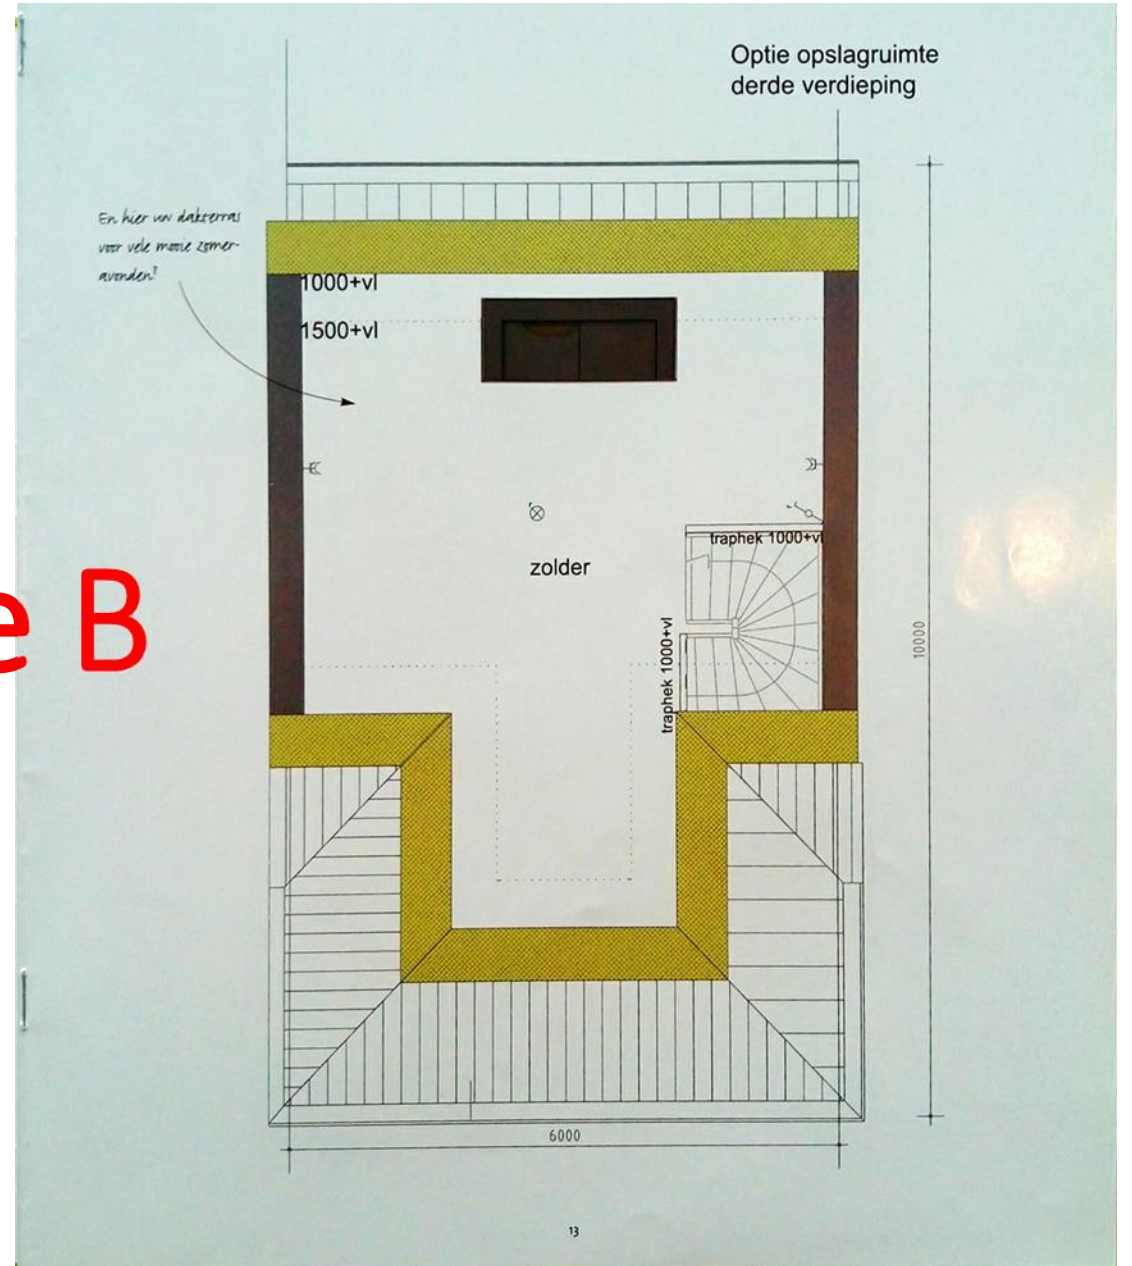 Optie opslagruimte
derde verdieping
En hier uw dakterras
voor vele mooie zomer-
avonden?
1000+vl
1500+vl
traphek 1000+vl
zolder
e B
traphek 1000+vl
10000
6000
13